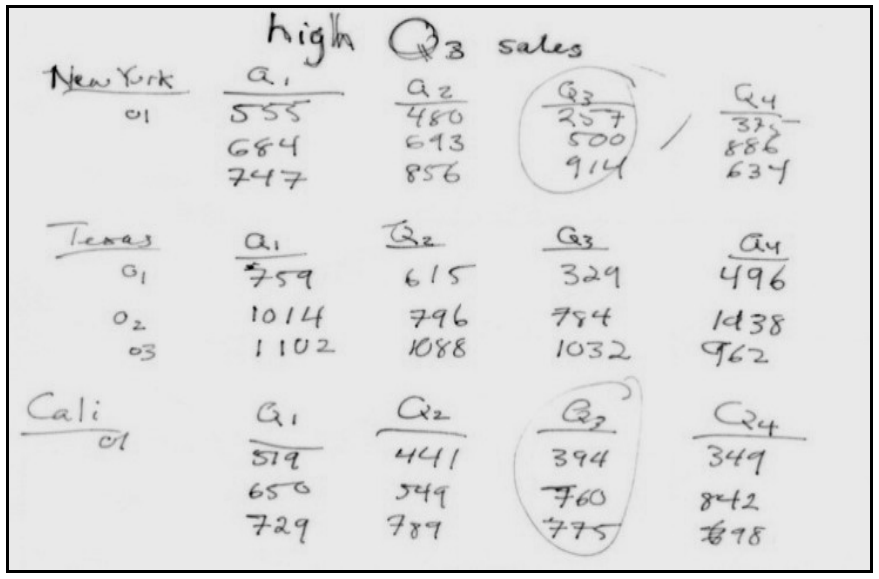 high Q3 sales
New York Q1 Q2 Q3 Q4
01 555 480 257 375
684 693 500 886
747 856 914 634
Texas Q1 Q2 Q3 Q4
01 759 615 329 496
02 1014 796 784 1038
03 1102 1088 1032 962
Cali Q1 Q2 Q3 Q4
01 519 441 394 349
650 549 760 842
729 789 775 698